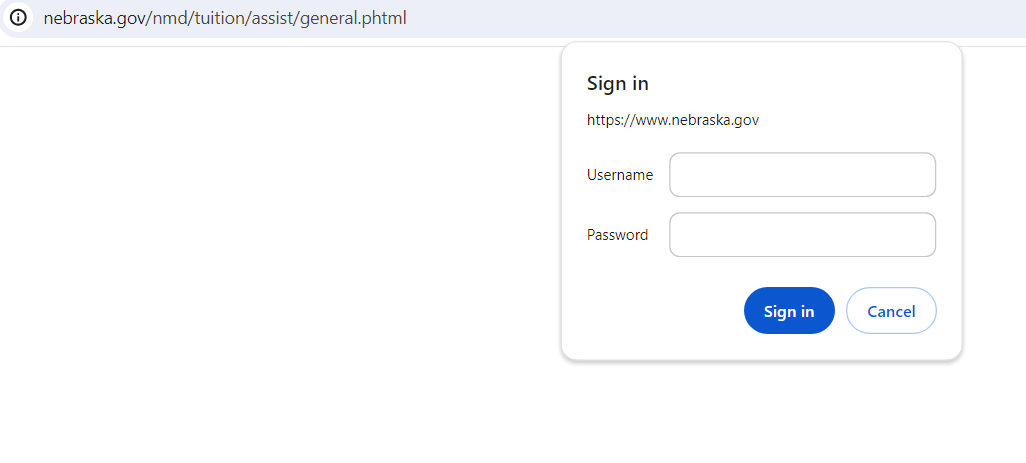 nebraska.gov/nmd/tuition/assist/general.phtml
Sign in
https://www.nebraska.gov
Username
Password
Sign in Cancel